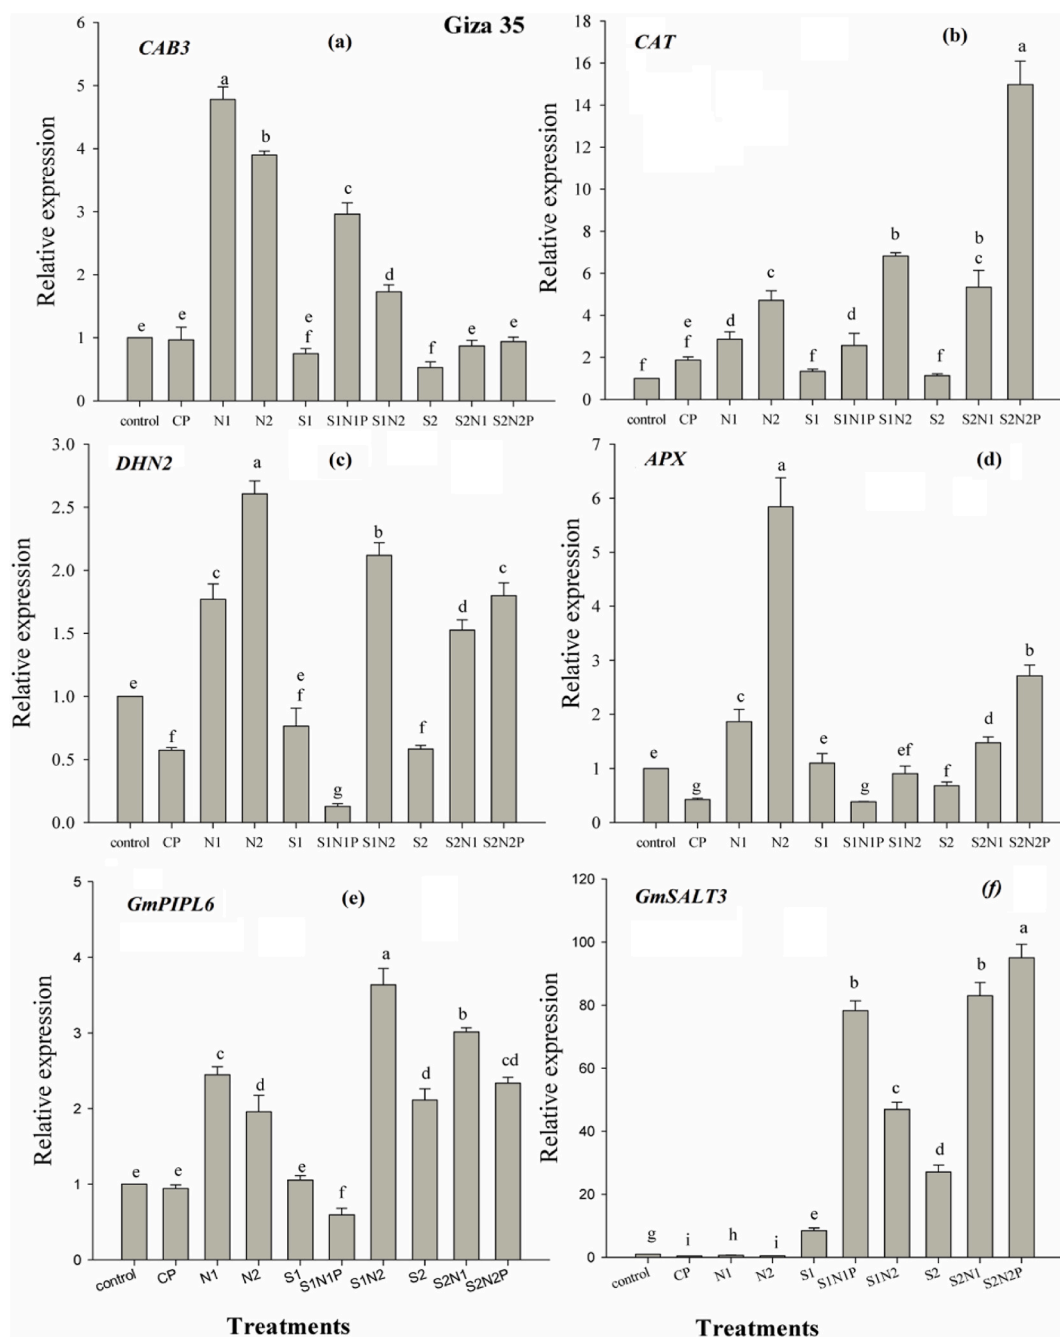 Giza 35
CAB3
(a)
Relative expression
6
5
4
3
2
1
0
a
b
c
d
e
e
e
f
f
e
e
control CP N1 N2 S1 S1N1P S1N2 S2 S2N1 S2N2P
CAT
(b)
Relative expression
18
16
14
12
10
8
6
4
2
0
f
e
f
d
c
f
d
b
f
b
c
a
control CP N1 N2 S1 S1N1P S1N2 S2 S2N1 S2N2P
DHN2
(c)
Relative expression
3.0
2.5
2.0
1.5
1.0
0.5
0.0
e
f
c
a
e
f
g
b
f
d
c
control CP N1 N2 S1 S1N1P S1N2 S2 S2N1 S2N2P
APX
(d)
Relative expression
7
6
5
4
3
2
1
0
e
g
c
a
e
g
ef
f
d
b
control CP N1 N2 S1 S1N1P S1N2 S2 S2N1 S2N2P
GmPIPL6
(e)
Relative expression
5
4
3
2
1
0
e
e
c
d
e
f
a
d
b
cd
control CP N1 N2 S1 S1N1P S1N2 S2 S2N1 S2N2P
Treatments
GmSALT3
(f)
Relative expression
120
100
80
60
40
20
0
g
i
h
i
e
b
c
d
b
a
control CP N1 N2 S1 S1N1P S1N2 S2 S2N1 S2N2P
Treatments